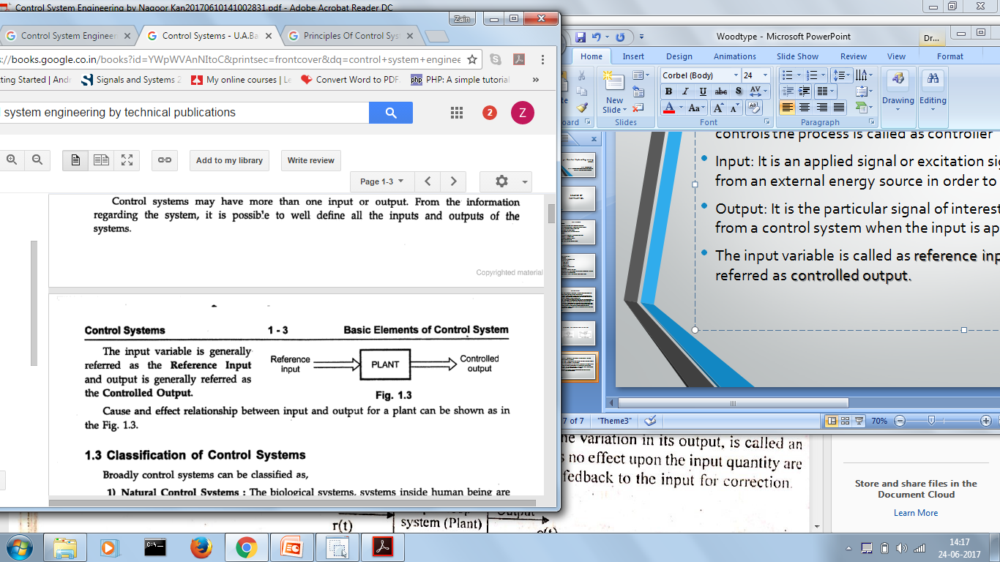 Control System Engineering by Nagoor Kan20170610141002831.pdf - Adobe Acrobat Reader DC
Zain
Control System Engineer
Control Systems - U.A.Ba
Principles Of Control Sys
://books.google.co.in/books?id=YWpWVAnNItoC&printsec=frontcover&dq=control+system+enginee
ting Started | And
Signals and Systems 2
My online courses | Le
Convert Word to PDF
PHP: A simple tutorial
»
system engineering by technical publications
2
Z
Add to my library
Write review
Page 1-3
Control systems may have more than one input or output. From the information
regarding the system, it is possible to well define all the inputs and outputs of the
systems.
Copyrighted material
Control Systems
1 - 3
Basic Elements of Control System
The input variable is generally
referred as the Reference Input
and output is generally referred as
the Controlled Output.
Reference
input
PLANT
Controlled
output
Fig. 1.3
Cause and effect relationship between input and output for a plant can be shown as in
the Fig. 1.3.
1.3 Classification of Control Systems
Broadly control systems can be classified as,
1) Natural Control Systems : The biological systems, systems inside human being are
Woodtype - Microsoft PowerPoint
Dr...
Home
Insert
Design
Animations
Slide Show
Review
View
Format
te
New
Slide
Corbel (Body)
24
B I U abc S AV
A Aa A A
Drawing
Editing
oard
Slides
Font
Paragraph
controls the process is called as controller
Input: It is an applied signal or excitation sig
from an external energy source in order to
Output: It is the particular signal of interest
from a control system when the input is ap
The input variable is called as reference inp
referred as controlled output.
7 of 7
"Theme3"
70%
he variation in its output, is called an
s no effect upon the input quantity are
fedback to the input for correction.
Store and share files in the
Document Cloud
Learn More
r(t)
system (Plant)
Output
c(t)
14:17
24-06-2017